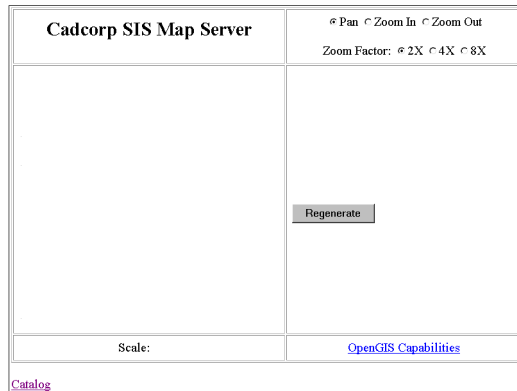 Cadcorp SIS Map Server
Pan Zoom In Zoom Out
Zoom Factor: 2X 4X 8X
Regenerate
Scale:
OpenGIS Capabilities
Catalog